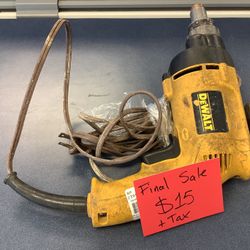 DEWALT
Final Sale
$15
+ Tax